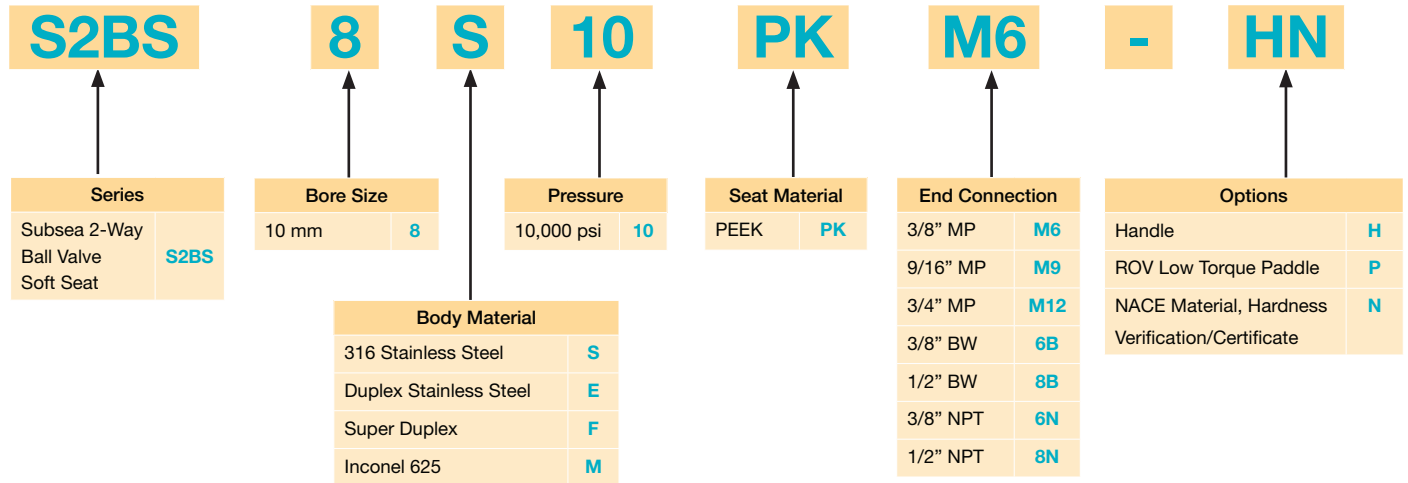 S2BS 8 S 10 PK M6 - HN
Series
Subsea 2-Way
Ball Valve
Soft Seat
S2BS
Bore Size
10 mm 8
Pressure
10,000 psi 10
Seat Material
PEEK PK
End Connection
3/8” MP M6
9/16” MP M9
3/4” MP M12
3/8” BW 6B
1/2” BW 8B
3/8” NPT 6N
1/2” NPT 8N
Options
Handle H
ROV Low Torque Paddle P
NACE Material, Hardness N
Verification/Certificate
Body Material
316 Stainless Steel S
Duplex Stainless Steel E
Super Duplex F
Inconel 625 M